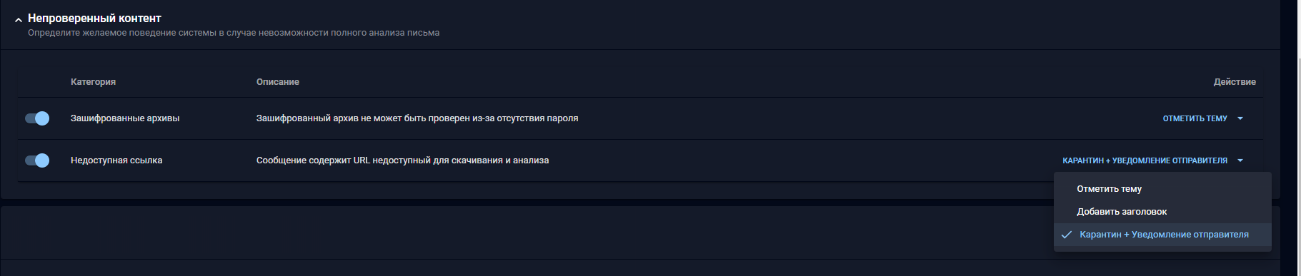 Непроверенный контент
Определите желаемое поведение системы в случае невозможности полного анализа письма
Категория Описание Действие
Зашифрованные архивы Зашифрованный архив не может быть проверен из-за отсутствия пароля ОТМЕТИТЬ ТЕМУ
Недоступная ссылка Сообщение содержит URL недоступный для скачивания и анализа КАРАНТИН + УВЕДОМЛЕНИЕ ОТПРАВИТЕЛЯ
Отметить тему
Добавить заголовок
Карантин + Уведомление отправителя